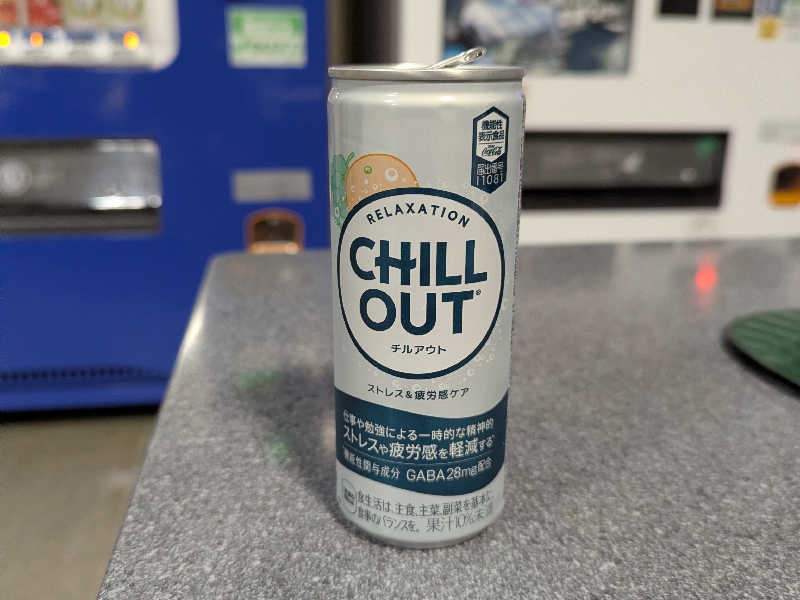 機能性
表示食品
Coca-Cola
届出番号
I1081
RELAXATION
CHILL
OUT®
チルアウト
ストレス&疲労感ケア
仕事や勉強による一時的な精神的
ストレスや疲労感を軽減する
機能性関与成分 GABA28mg配合
食生活は、主食、主菜、副菜を基本に、
食事のバランスを。 果汁10%未満